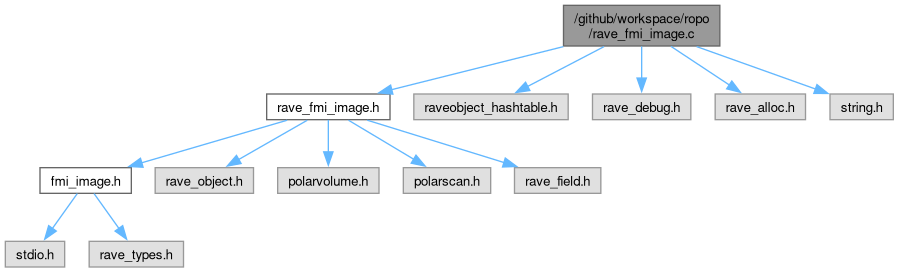 /github/workspace/ropo
/rave_fmi_image.c
rave_fmi_image.h
raveobject_hashtable.h
rave_debug.h
rave_alloc.h
string.h
fmi_image.h
rave_object.h
polarvolume.h
polarscan.h
rave_field.h
stdio.h
rave_types.h